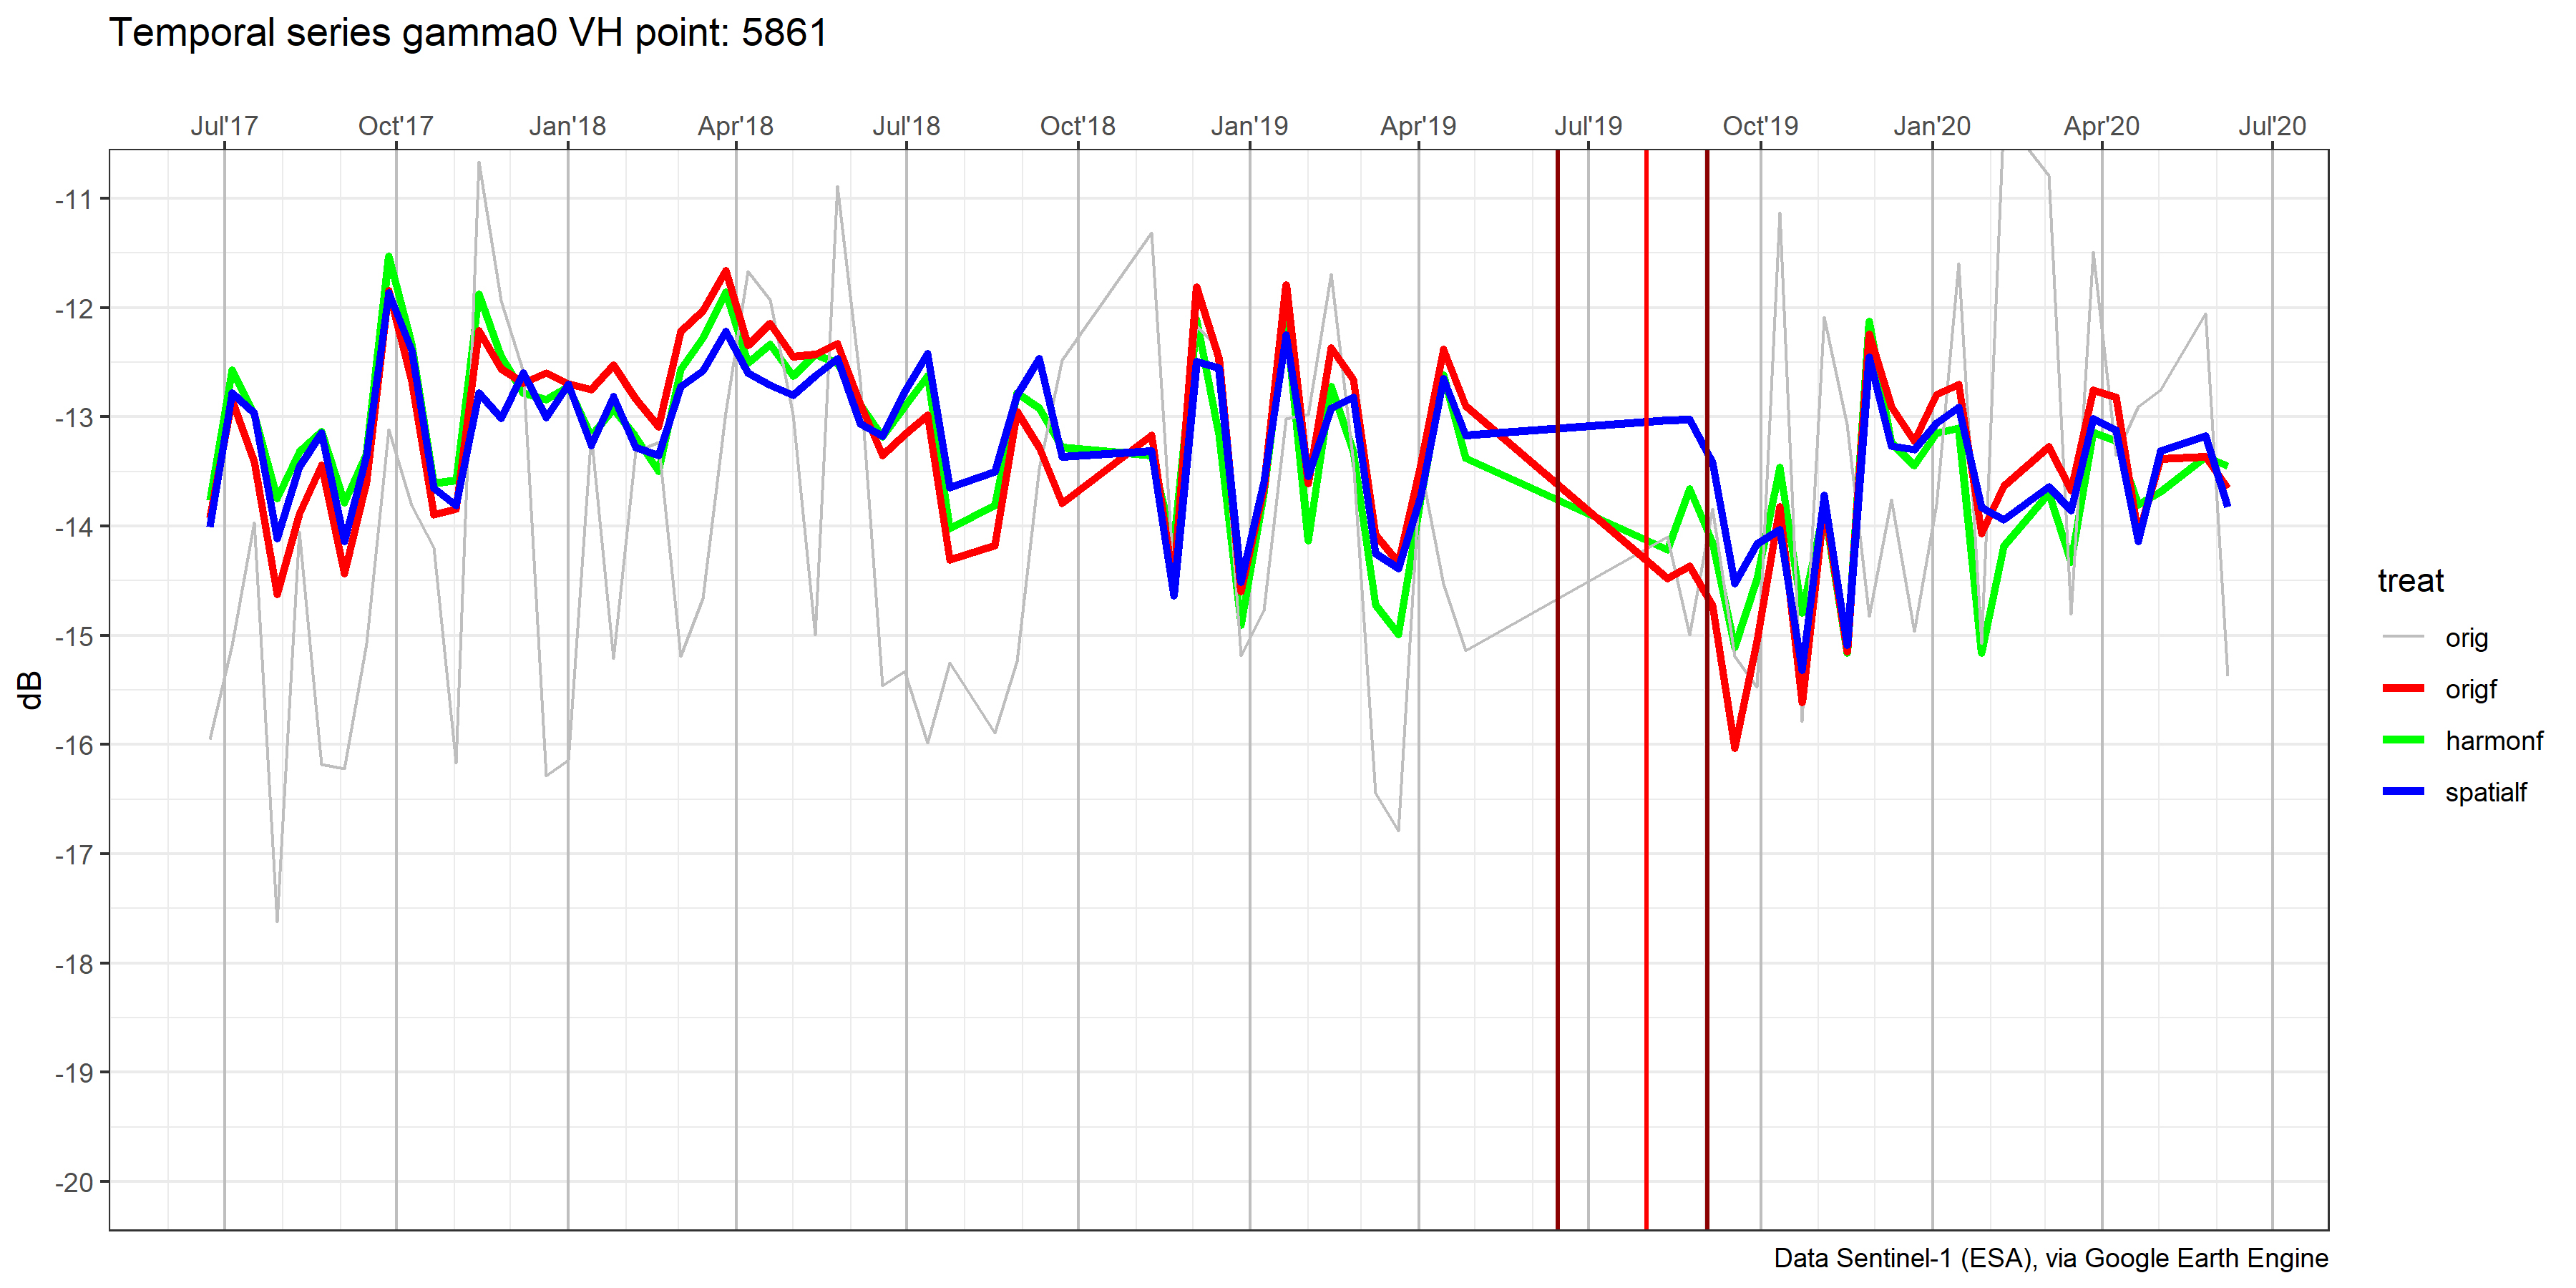 Temporal series gamma0 VH point: 5861
Jul'17 Oct'17 Jan'18 Apr'18 Jul'18 Oct'18 Jan'19 Apr'19 Jul'19 Oct'19 Jan'20 Apr'20 Jul'20
-11
-12
-13
-14
-15
-16
-17
-18
-19
-20
dB
treat
orig
origf
harmonf
spatialf
Data Sentinel-1 (ESA), via Google Earth Engine